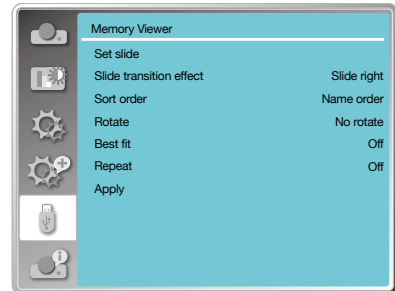 Memory Viewer
Set slide
Slide transition effect Slide right
Sort order Name order
Rotate No rotate
Best fit Off
Repeat Off
Apply